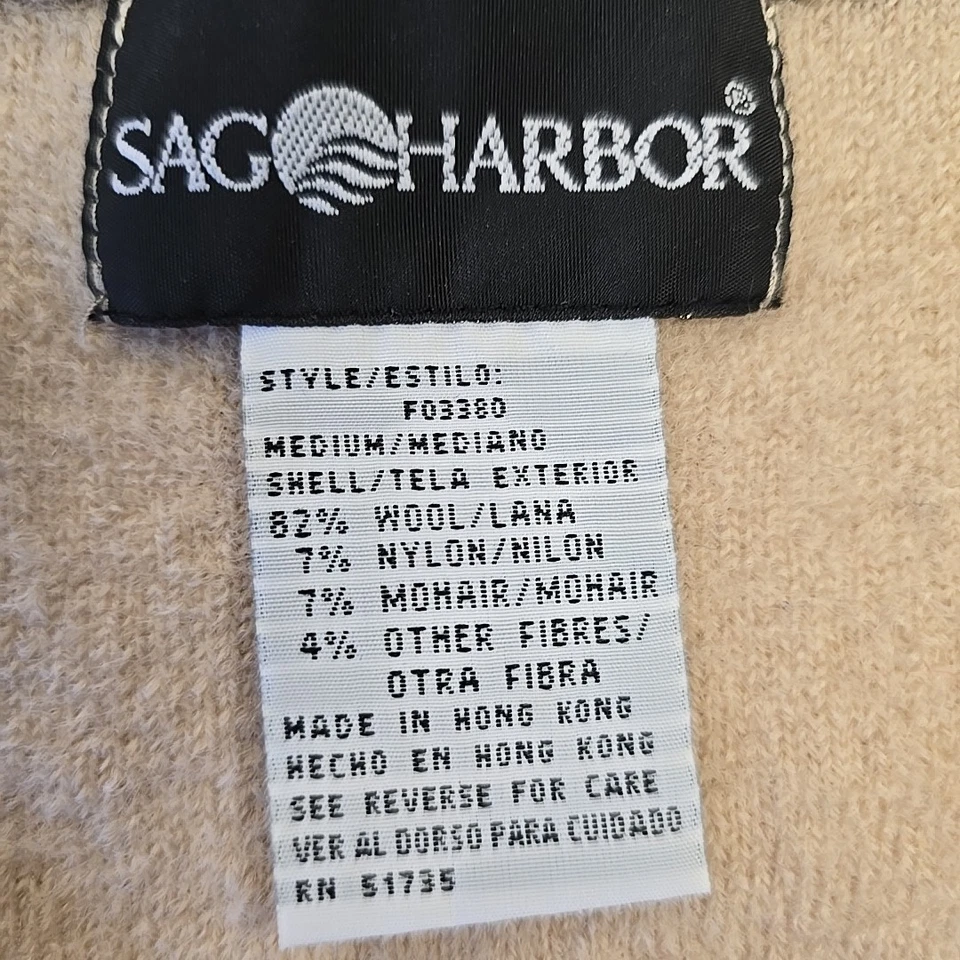 SAG HARBOR®
STYLE/ESTILO:
F03380
MEDIUM/MEDIANO
SHELL/TELA EXTERIOR
82% WOOL/LANA
7% NYLON/NILON
7% MOHAIR/MOHAIR
4% OTHER FIBRES/
OTRA FIBRA
MADE IN HONG KONG
HECHO EN HONG KONG
SEE REVERSE FOR CARE
VER AL DORSO PARA CUIDADO
RN 51735